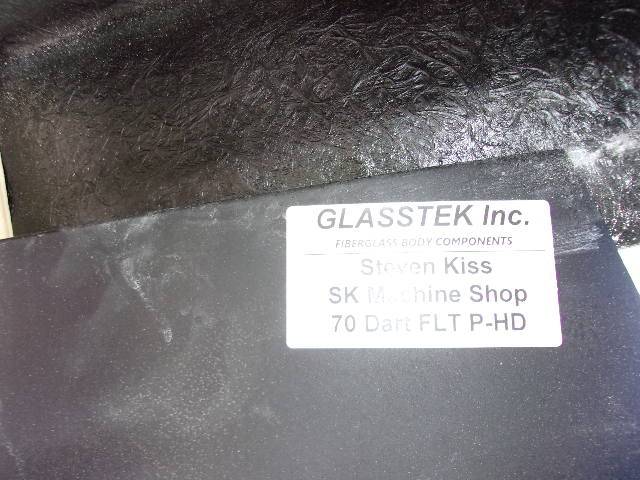 GLASSTEK Inc.
FIBERGLASS BODY COMPONENTS
Steven Kiss
SK Machine Shop
70 Dart FLT P-HD